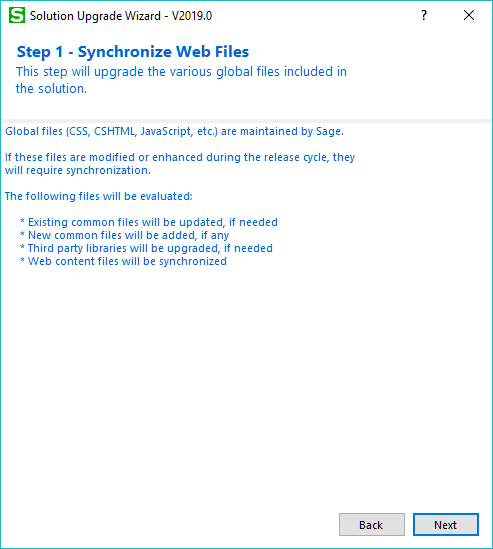 S Solution Upgrade Wizard - V2019.0 ?
Step 1 - Synchronize Web Files
This step will upgrade the various global files included in
the solution.
Global files (CSS, CSHTML, JavaScript, etc.) are maintained by Sage.
If these files are modified or enhanced during the release cycle, they
will require synchronization.
The following files will be evaluated:
* Existing common files will be updated, if needed
* New common files will be added, if any
* Third party libraries will be upgraded, if needed
* Web content files will be synchronized
Back Next